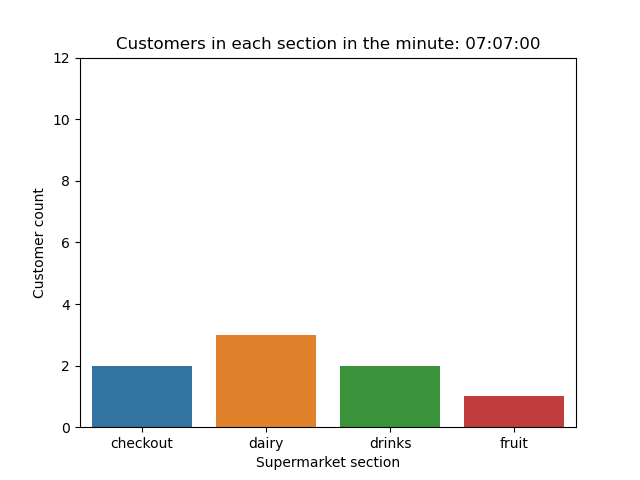 Customers in each section in the minute: 07:07:00
12
10
8
6
4
2
0
Customer count
checkout dairy drinks fruit
Supermarket section